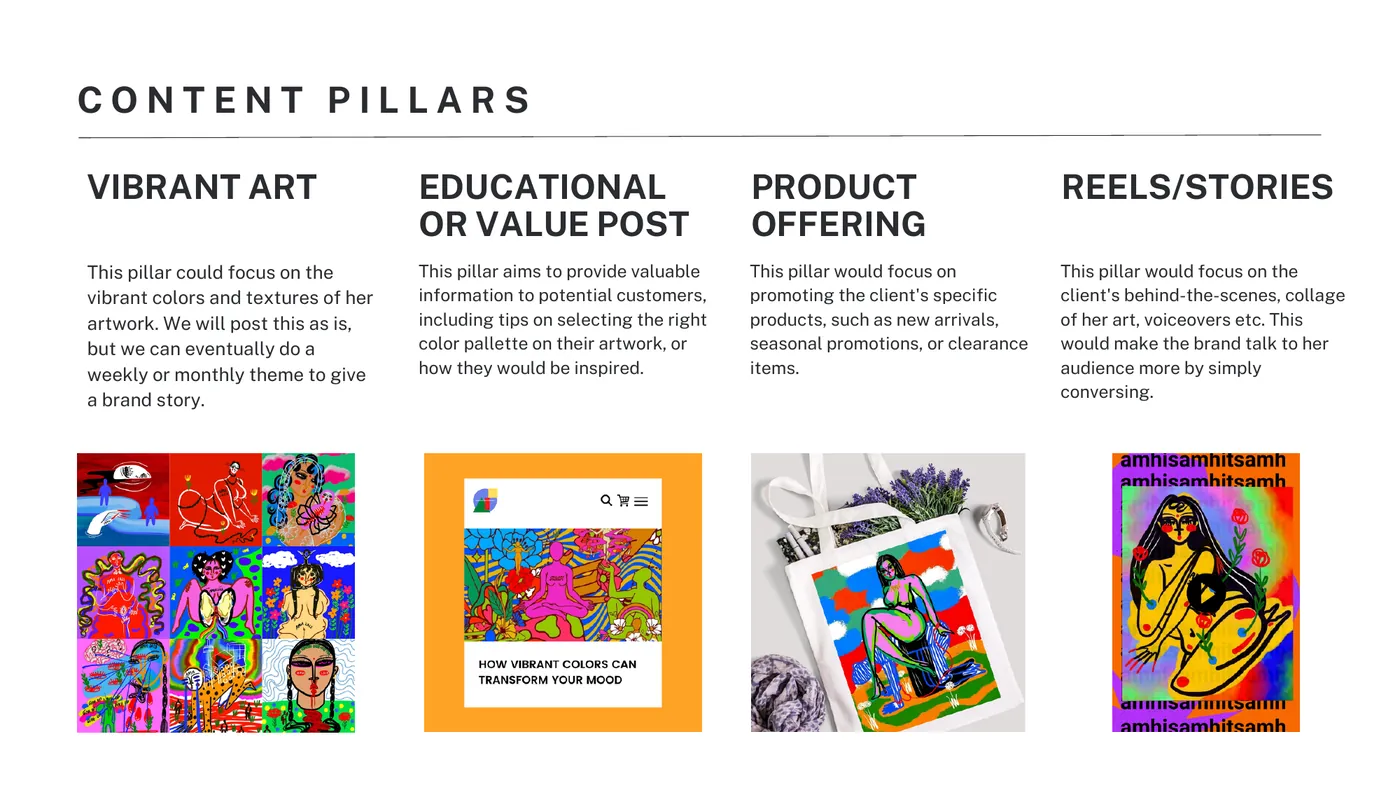 CONTENT PILLARS
VIBRANT ART
This pillar could focus on the
vibrant colors and textures of her
artwork. We will post this as is,
but we can eventually do a
weekly or monthly theme to give
a brand story.
EDUCATIONAL
OR VALUE POST
This pillar aims to provide valuable
information to potential customers,
including tips on selecting the right
color pallette on their artwork, or
how they would be inspired.
PRODUCT
OFFERING
This pillar would focus on
promoting the client's specific
products, such as new arrivals,
seasonal promotions, or clearance
items.
REELS/STORIES
This pillar would focus on the
client's behind-the-scenes, collage
of her art, voiceovers etc. This
would make the brand talk to her
audience more by simply
conversing.
HOW VIBRANT COLORS CAN
TRANSFORM YOUR MOOD
amhisamhitsamh
amhisamhitsamh
amhisamhitsamh
amhisamhitsamh